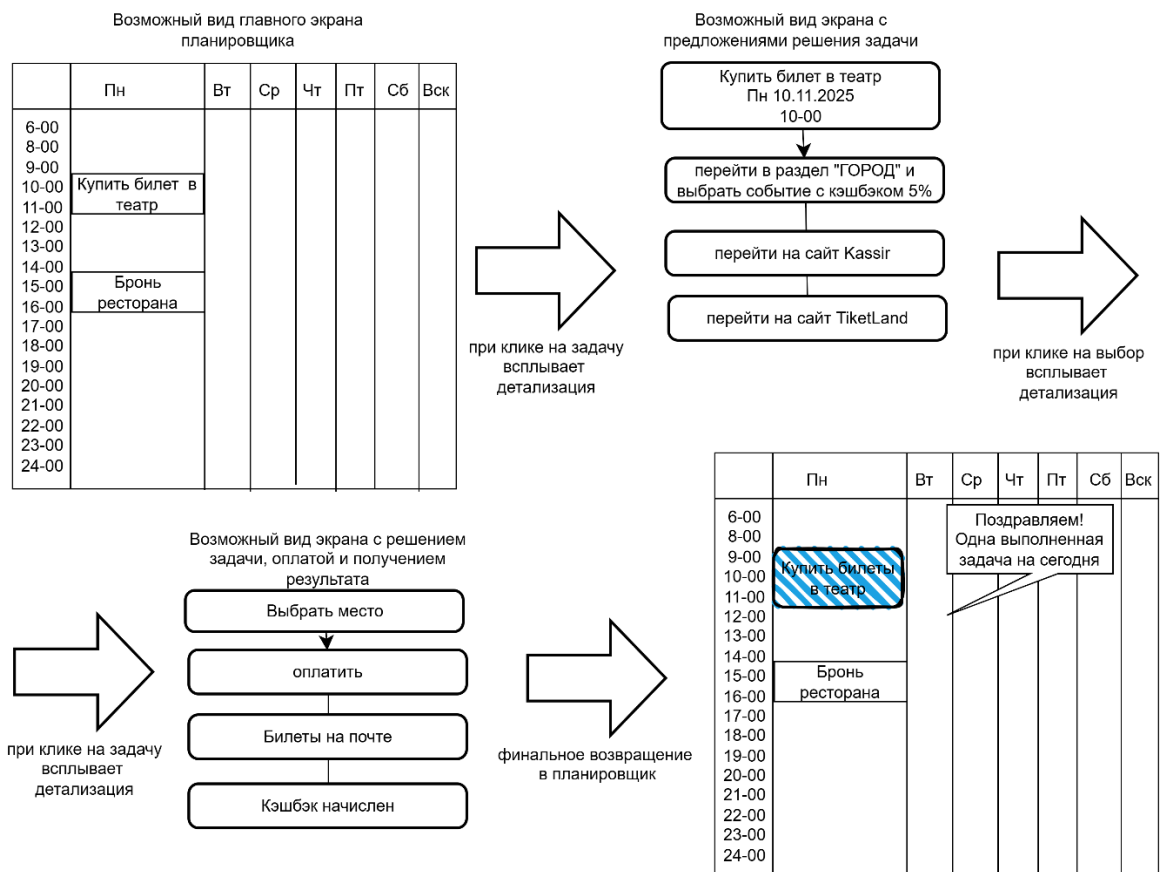 Возможный вид главного экрана
планировщика
Пн
Вт
Ср
Чт
Пт
Сб
Вск
6-00
8-00
9-00
10-00
11-00
12-00
13-00
14-00
15-00
16-00
17-00
18-00
19-00
20-00
21-00
22-00
23-00
24-00
Купить билет в
театр
Бронь
ресторана
при клике на задачу
всплывает
детализация
Возможный вид экрана с
предложениями решения задачи
Купить билет в театр
Пн 10.11.2025
10-00
перейти в раздел "ГОРОД" и
выбрать событие с кэшбэком 5%
перейти на сайт Kassir
перейти на сайт TiketLand
при клике на выбор
всплывает
детализация
при клике на задачу
всплывает
детализация
Возможный вид экрана с решением
задачи, оплатой и получением
результата
Выбрать место
оплатить
Билеты на почте
Кэшбэк начислен
финальное возвращение
в планировщик
Пн
Вт
Ср
Чт
Пт
Сб
Вск
6-00
8-00
9-00
10-00
11-00
12-00
13-00
14-00
15-00
16-00
17-00
18-00
19-00
20-00
21-00
22-00
23-00
24-00
Купить билеты
в театр
Бронь
ресторана
Поздравляем!
Одна выполненная
задача на сегодня